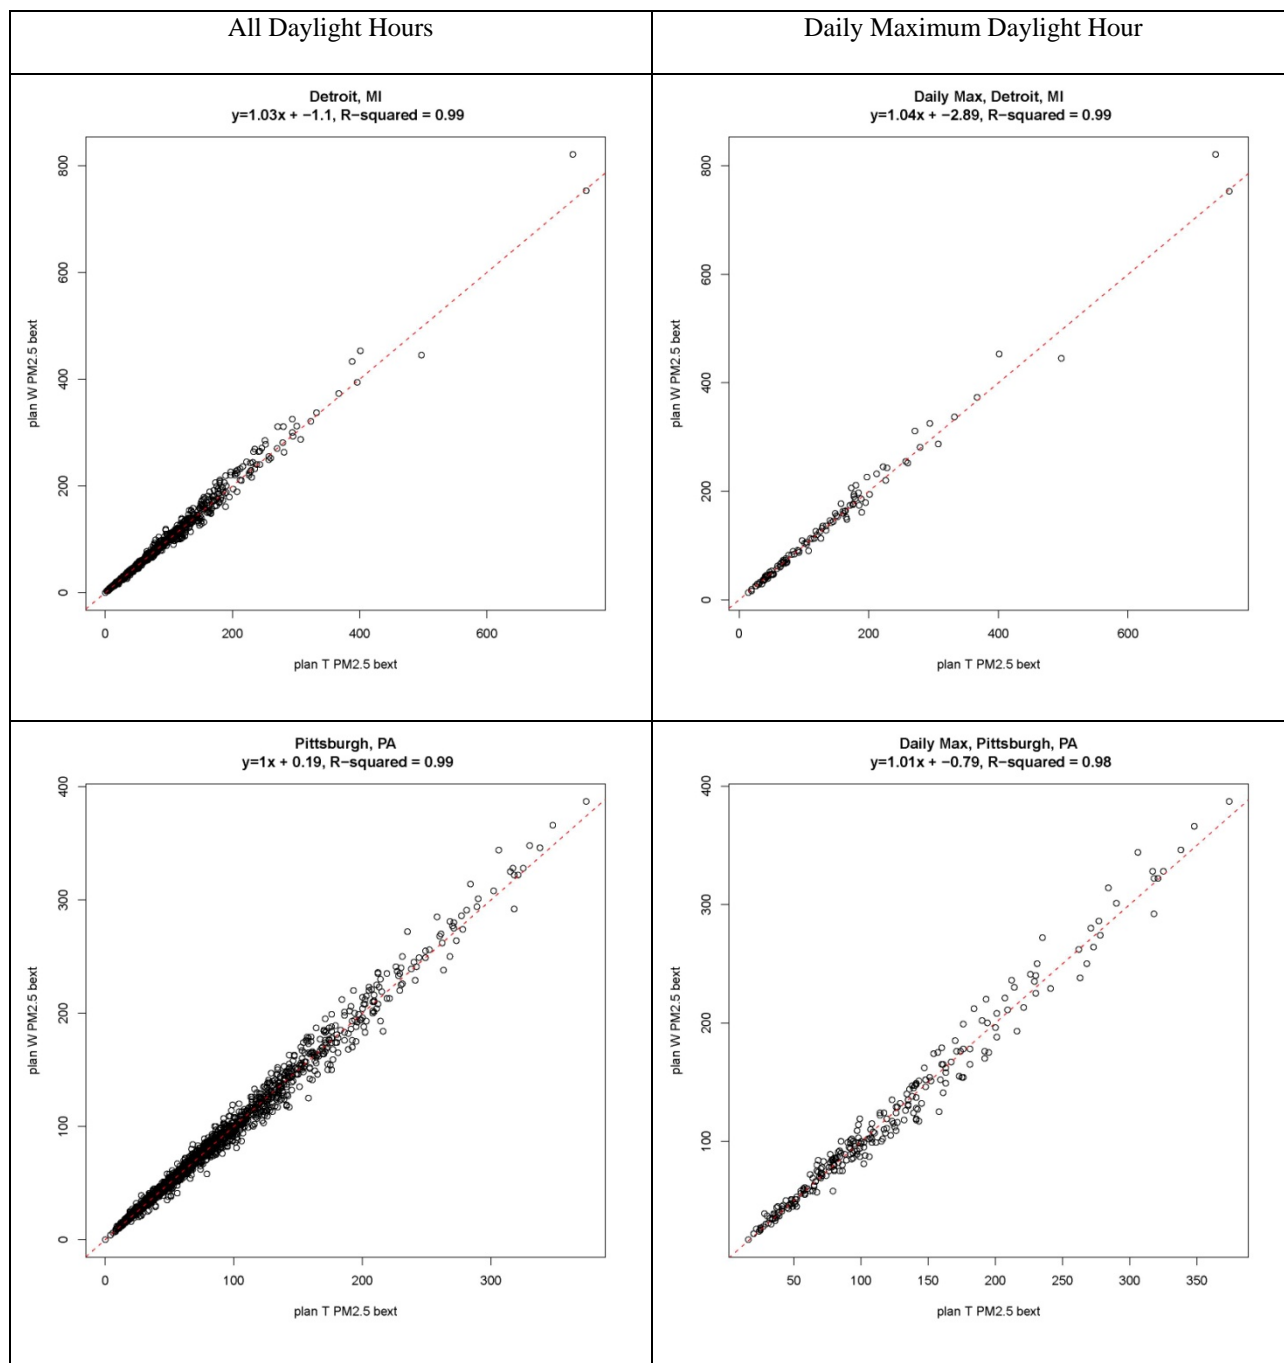 All Daylight Hours
Daily Maximum Daylight Hour
Detroit, MI
y=1.03x + −1.1, R−squared = 0.99
800
600
400
200
0
plan W PM2.5 bext
0 200 400 600
plan T PM2.5 bext
Daily Max, Detroit, MI
y=1.04x + −2.89, R−squared = 0.99
800
600
400
200
0
plan W PM2.5 bext
0 200 400 600
plan T PM2.5 bext
Pittsburgh, PA
y=1x + 0.19, R−squared = 0.99
400
300
200
100
0
plan W PM2.5 bext
0 100 200 300
plan T PM2.5 bext
Daily Max, Pittsburgh, PA
y=1.01x + −0.79, R−squared = 0.98
400
300
200
100
plan W PM2.5 bext
50 100 150 200 250 300 350
plan T PM2.5 bext